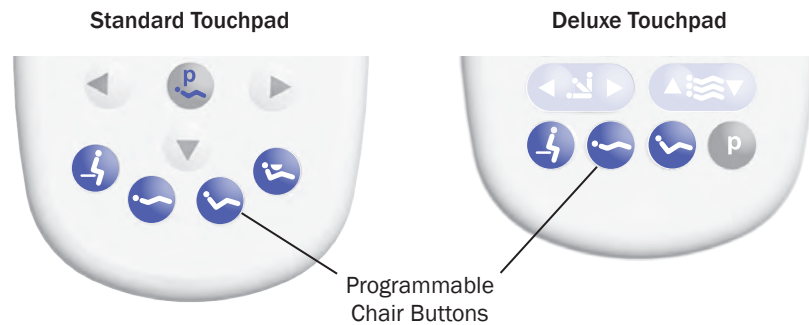 Standard Touchpad
Deluxe Touchpad
p
p
Programmable
Chair Buttons